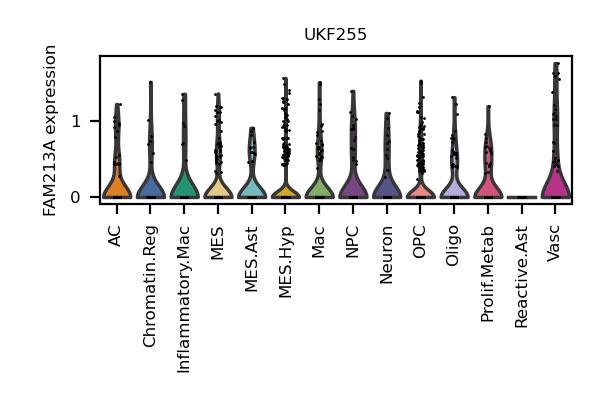 UKF255
FAM213A expression
1
0
AC
Chromatin.Reg
Inflammatory.Mac
MES
MES.Ast
MES.Hyp
Mac
NPC
Neuron
OPC
Oligo
Prolif.Metab
Reactive.Ast
Vasc